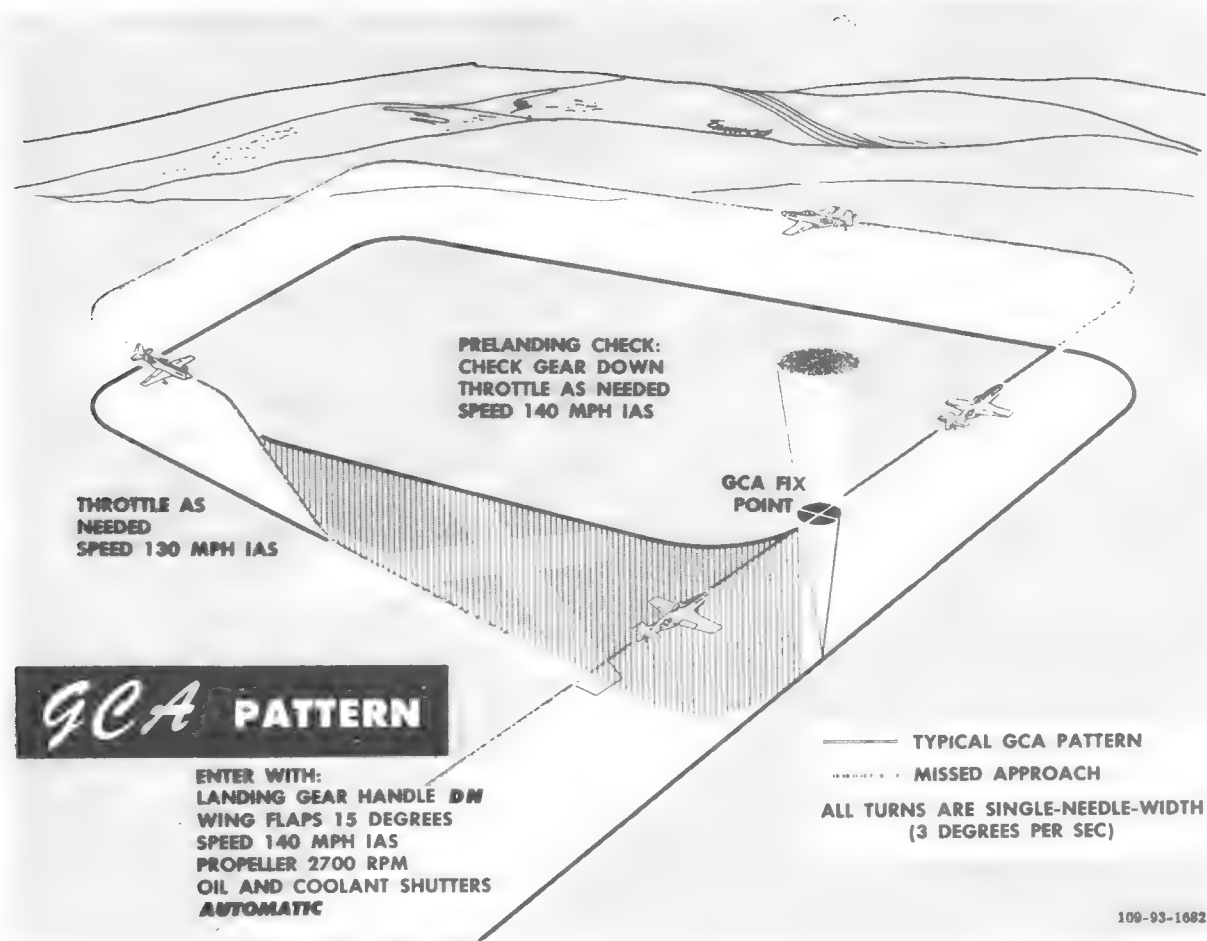 PRELANDING CHECK:
CHECK GEAR DOWN
THROTTLE AS NEEDED
SPEED 140 MPH IAS
GCA FIX
POINT
THROTTLE AS
NEEDED
SPEED 130 MPH IAS
GCA PATTERN
ENTER WITH:
LANDING GEAR HANDLE DN
WING FLAPS 15 DEGREES
SPEED 140 MPH IAS
PROPELLER 2700 RPM
OIL AND COOLANT SHUTTERS
AUTOMATIC
TYPICAL GCA PATTERN
MISSED APPROACH
ALL TURNS ARE SINGLE-NEEDLE-WIDTH
(3 DEGREES PER SEC)
109-93-1682